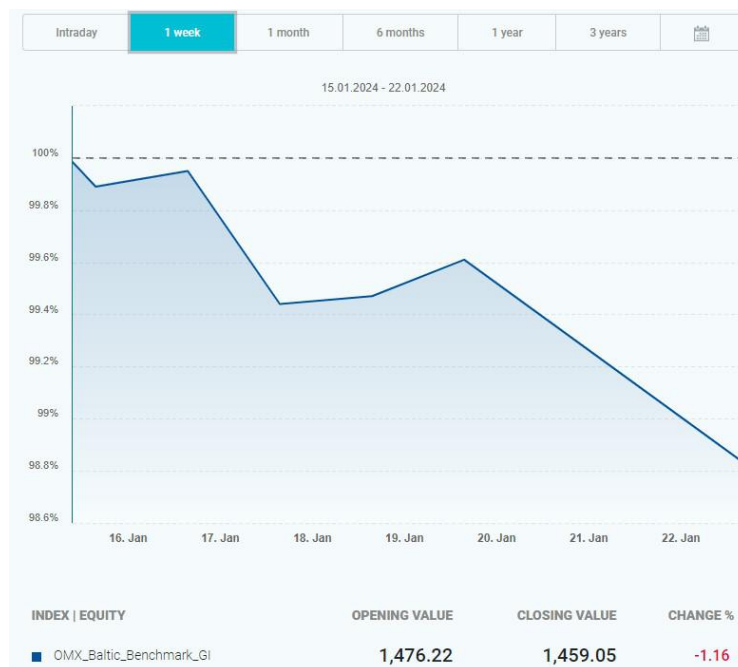 Intraday 1 week 1 month 6 months 1 year 3 years
15.01.2024 - 22.01.2024
100%
99.8%
99.6%
99.4%
99.2%
99%
98.8%
98.6%
16. Jan 17. Jan 18. Jan 19. Jan 20. Jan 21. Jan 22. Jan
INDEX | EQUITY OPENING VALUE CLOSING VALUE CHANGE %
OMX_Baltic_Benchmark_GI 1,476.22 1,459.05 -1.16